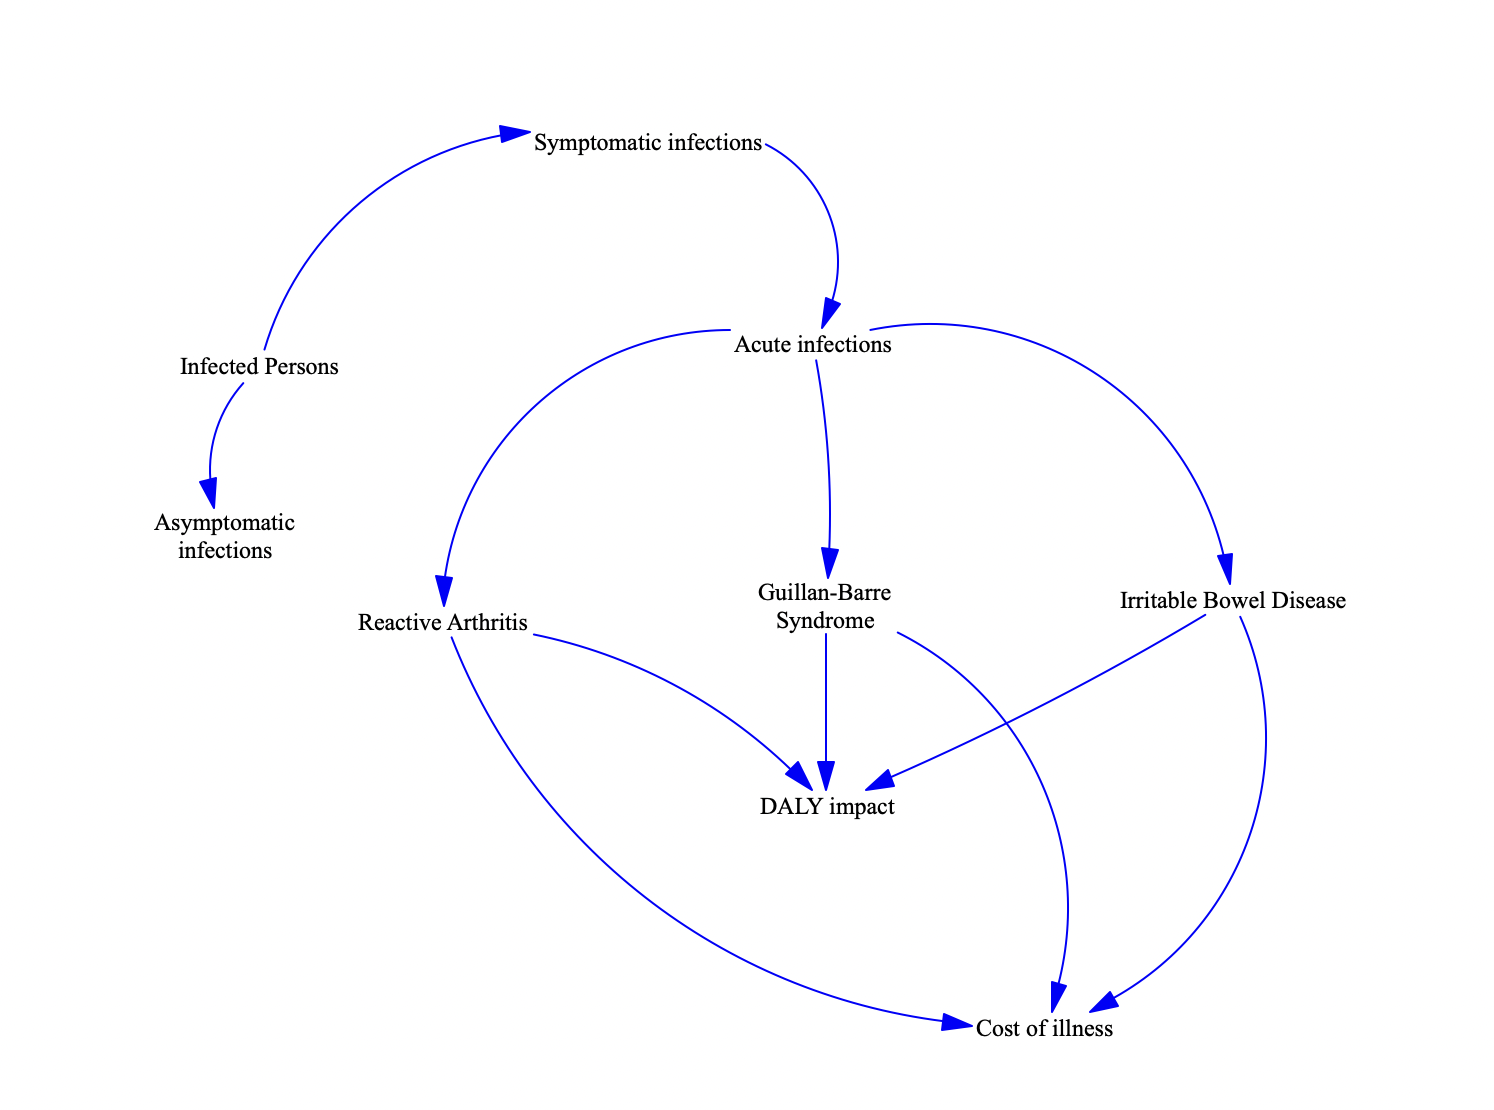 Symptomatic infections
Acute infections
Infected Persons
Asymptomatic
infections
Guillan-Barre
Syndrome
Irritable Bowel Disease
Reactive Arthritis
DALY impact
Cost of illness